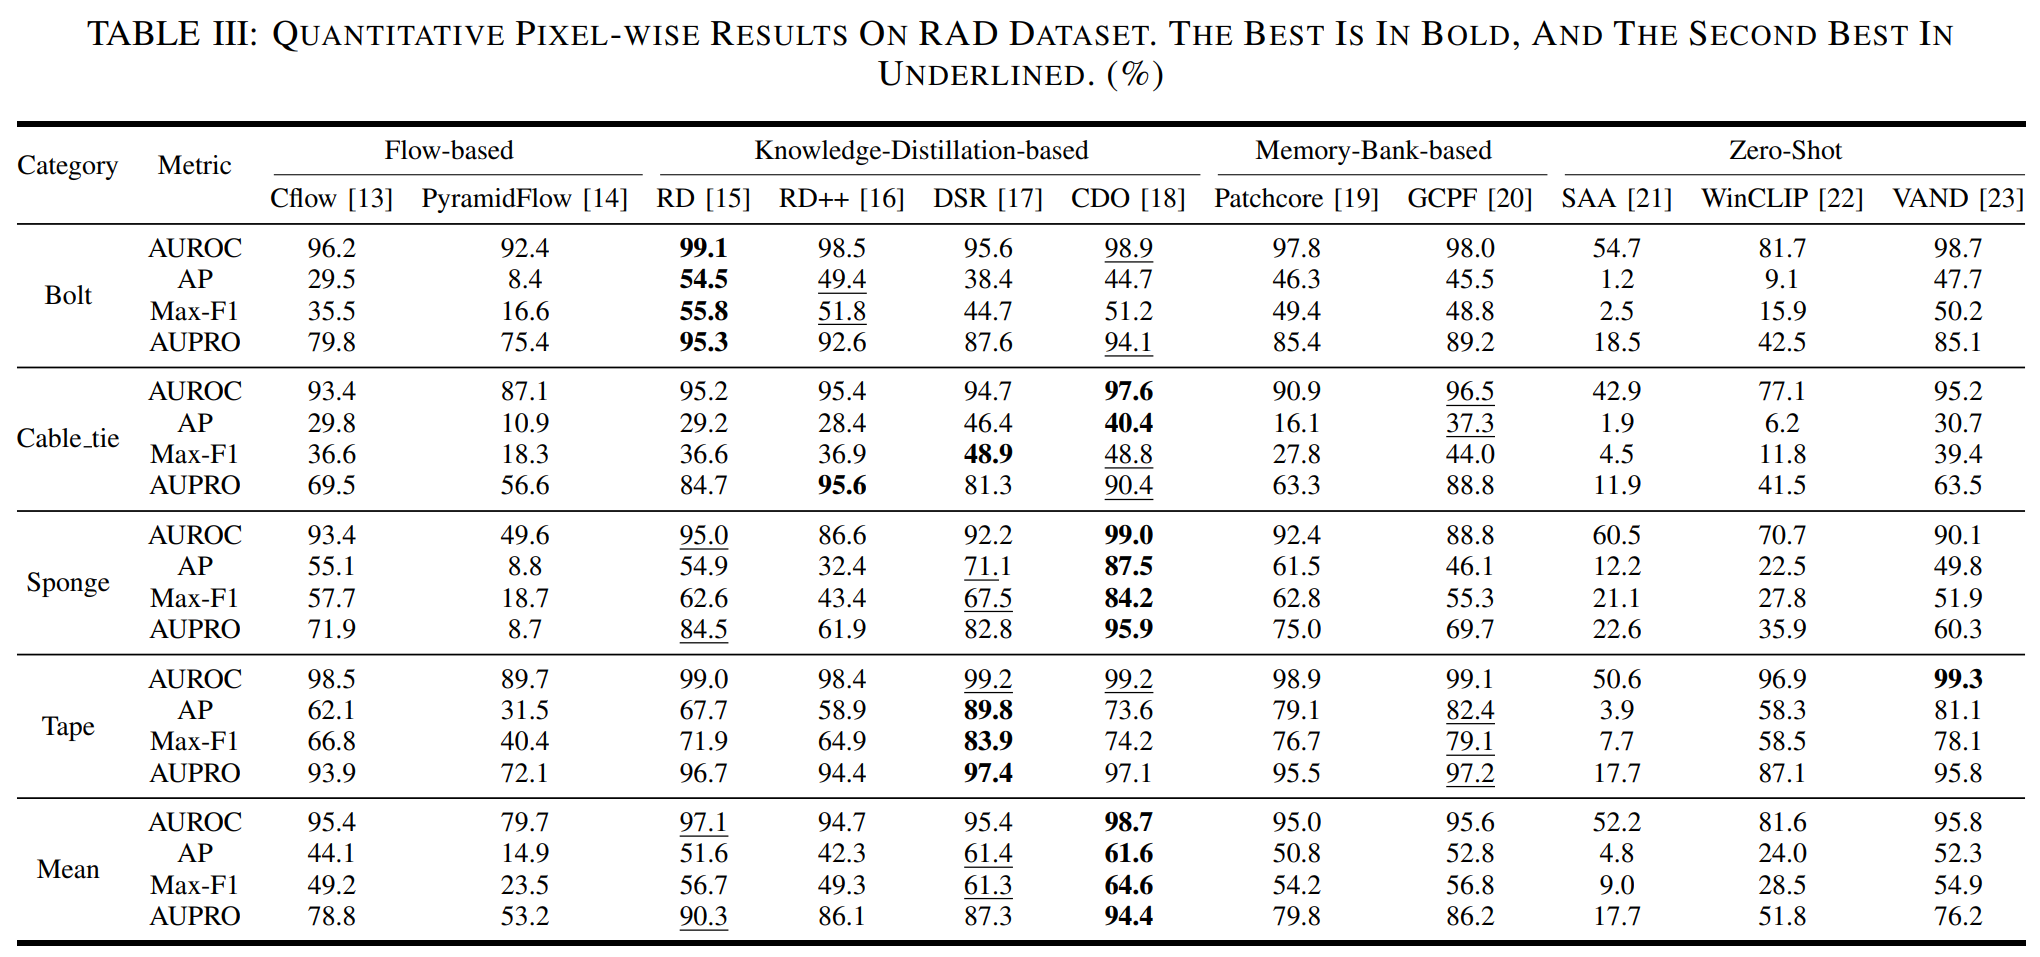 TABLE III: QUANTITATIVE PIXEL-WISE RESULTS ON RAD DATASET. THE BEST IS IN BOLD, AND THE SECOND BEST IN
UNDERLINED. (%)
Category Metric Flow-based Knowledge-Distillation-based Memory-Bank-based Zero-Shot
Cflow [13] PyramidFlow [14] RD [15] RD++ [16] DSR [17] CDO [18] Patchcore [19] GCPF [20] SAA [21] WinCLIP [22] VAND [23]
Bolt
AUROC 96.2 92.4 99.1 98.5 95.6 98.9 97.8 98.0 54.7 81.7 98.7
AP 29.5 8.4 54.5 49.4 38.4 44.7 46.3 45.5 1.2 9.1 47.7
Max-F1 35.5 16.6 55.8 51.8 44.7 51.2 49.4 48.8 2.5 15.9 50.2
AUPRO 79.8 75.4 95.3 92.6 87.6 94.1 85.4 89.2 18.5 42.5 85.1
Cable_tie
AUROC 93.4 87.1 95.2 95.4 94.7 97.6 90.9 96.5 42.9 77.1 95.2
AP 29.8 10.9 29.2 28.4 46.4 40.4 16.1 37.3 1.9 6.2 30.7
Max-F1 36.6 18.3 36.6 36.9 48.9 48.8 27.8 44.0 4.5 11.8 39.4
AUPRO 69.5 56.6 84.7 95.6 81.3 90.4 63.3 88.8 11.9 41.5 63.5
Sponge
AUROC 93.4 49.6 95.0 86.6 92.2 99.0 92.4 88.8 60.5 70.7 90.1
AP 55.1 8.8 54.9 32.4 71.1 87.5 61.5 46.1 12.2 22.5 49.8
Max-F1 57.7 18.7 62.6 43.4 67.5 84.2 62.8 55.3 21.1 27.8 51.9
AUPRO 71.9 8.7 84.5 61.9 82.8 95.9 75.0 69.7 22.6 35.9 60.3
Tape
AUROC 98.5 89.7 99.0 98.4 99.2 99.2 98.9 99.1 50.6 96.9 99.3
AP 62.1 31.5 67.7 58.9 89.8 73.6 79.1 82.4 3.9 58.3 81.1
Max-F1 66.8 40.4 71.9 64.9 83.9 74.2 76.7 79.1 7.7 58.5 78.1
AUPRO 93.9 72.1 96.7 94.4 97.4 97.1 95.5 97.2 17.7 87.1 95.8
Mean
AUROC 95.4 79.7 97.1 94.7 95.4 98.7 95.0 95.6 52.2 81.6 95.8
AP 44.1 14.9 51.6 42.3 61.4 61.6 50.8 52.8 4.8 24.0 52.3
Max-F1 49.2 23.5 56.7 49.3 61.3 64.6 54.2 56.8 9.0 28.5 54.9
AUPRO 78.8 53.2 90.3 86.1 87.3 94.4 79.8 86.2 17.7 51.8 76.2